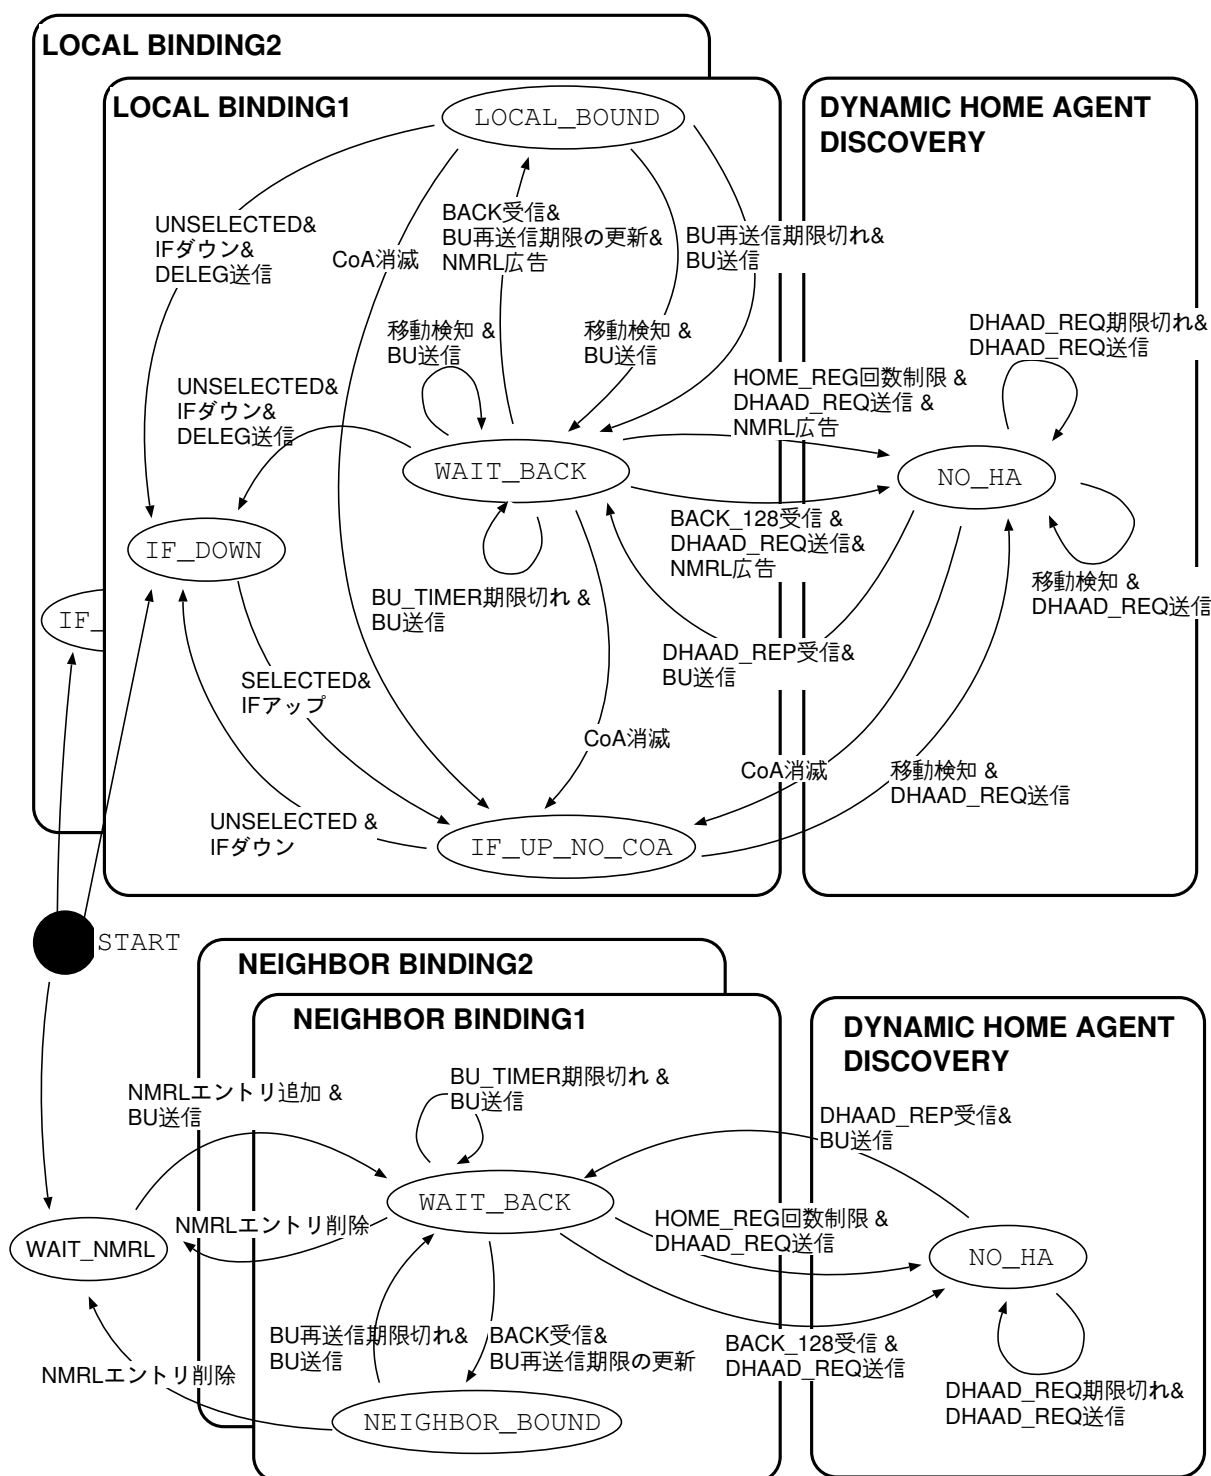 LOCAL BINDING2
LOCAL BINDING1
DYNAMIC HOME AGENT
DISCOVERY
LOCAL_BOUND
UNSELECTED&
IFダウン&
DELEG送信
CoA消滅
BACK受信&
BU再送信期限の更新&
NMRL広告
BU再送信期限切れ&
BU送信
移動検知 &
BU送信
移動検知 &
BU送信
DHAAD_REQ期限切れ&
DHAAD_REQ送信
UNSELECTED&
IFダウン&
DELEG送信
HOME_REG回数制限 &
DHAAD_REQ送信 &
NMRL広告
WAIT_BACK
NO_HA
BACK_128受信 &
DHAAD_REQ送信&
NMRL広告
IF_DOWN
BU_TIMER期限切れ &
BU送信
移動検知 &
DHAAD_REQ送信
IF_
DHAAD_REP受信&
BU送信
SELECTED&
IFアップ
CoA消滅
CoA消滅
移動検知 &
DHAAD_REQ送信
UNSELECTED &
IFダウン
IF_UP_NO_COA
START
NEIGHBOR BINDING2
NEIGHBOR BINDING1
DYNAMIC HOME AGENT
DISCOVERY
NMRLエントリ追加 &
BU送信
BU_TIMER期限切れ &
BU送信
DHAAD_REP受信&
BU送信
WAIT_BACK
NMRLエントリ削除
HOME_REG回数制限 &
DHAAD_REQ送信
WAIT_NMRL
NO_HA
BU再送信期限切れ&
BU送信
BACK受信&
BU再送信期限の更新
BACK_128受信 &
DHAAD_REQ送信
NMRLエントリ削除
DHAAD_REQ期限切れ&
DHAAD_REQ送信
NEIGHBOR_BOUND